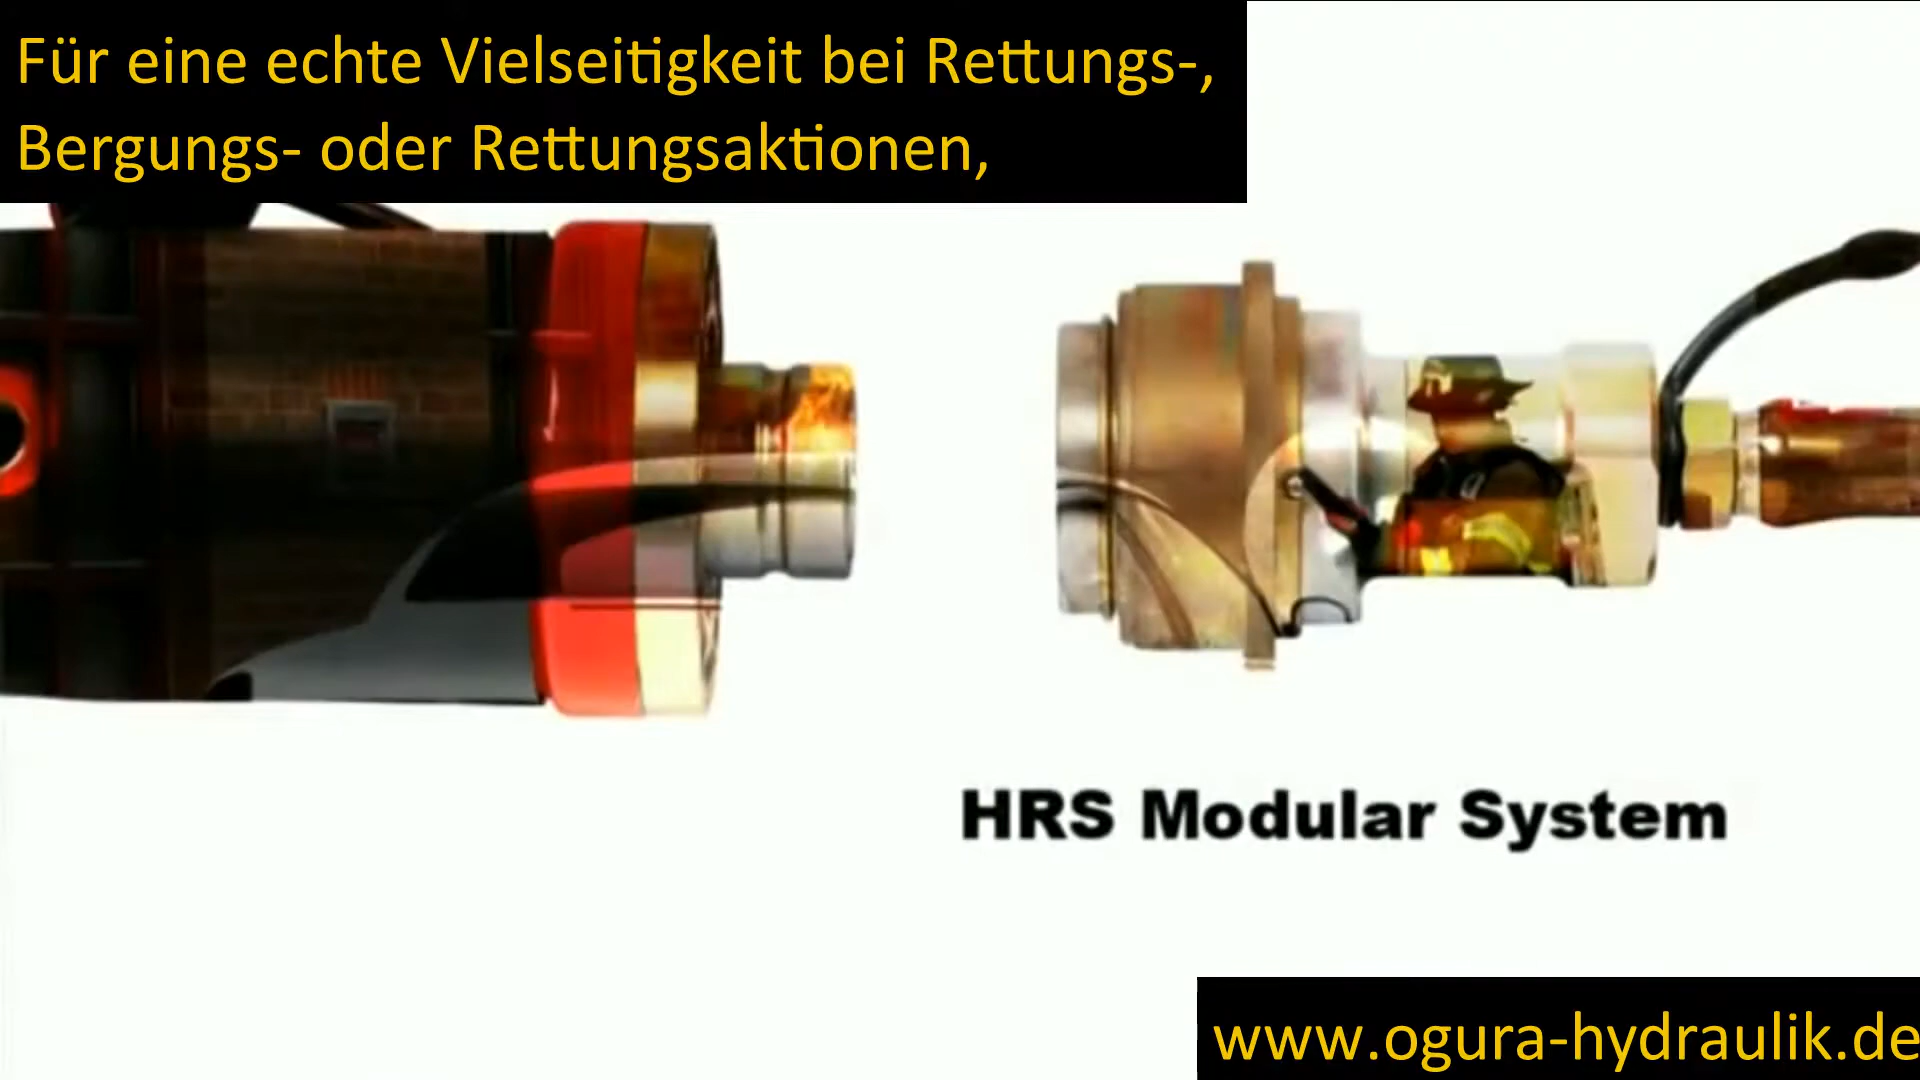 Für eine echte Vielseitigkeit bei Rettungs-,
Bergungs- oder Rettungsaktionen,
HRS Modular System
www.ogura-hydraulik.de